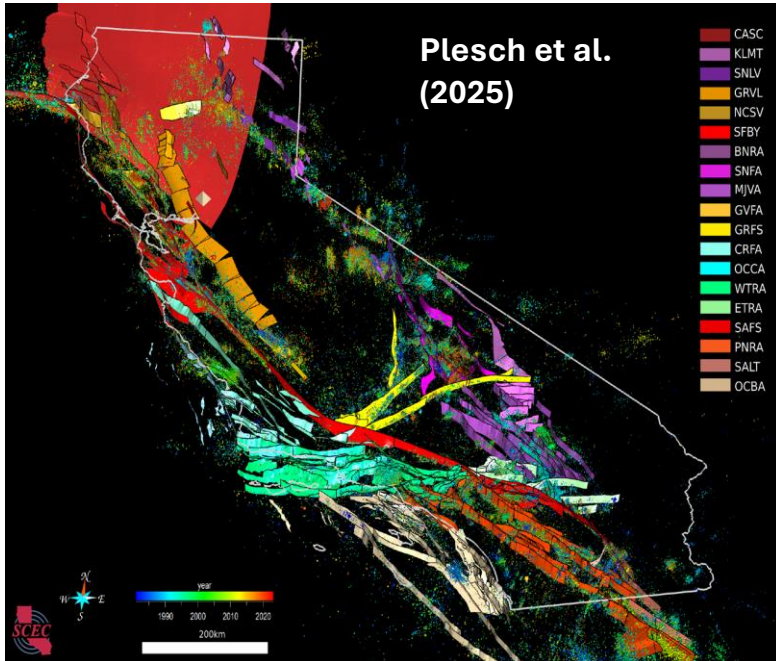 Plesch et al.
(2025)
CASC
KLMT
SNLV
GRVL
NCSV
SFBY
BNRA
SNFA
MJVA
GVFA
GRFS
CRFA
OCCA
WTRA
ETRA
SAFS
PNRA
SALT
OCBA
N
W E
S
year
1990 2000 2010 2020
200km
SCEC